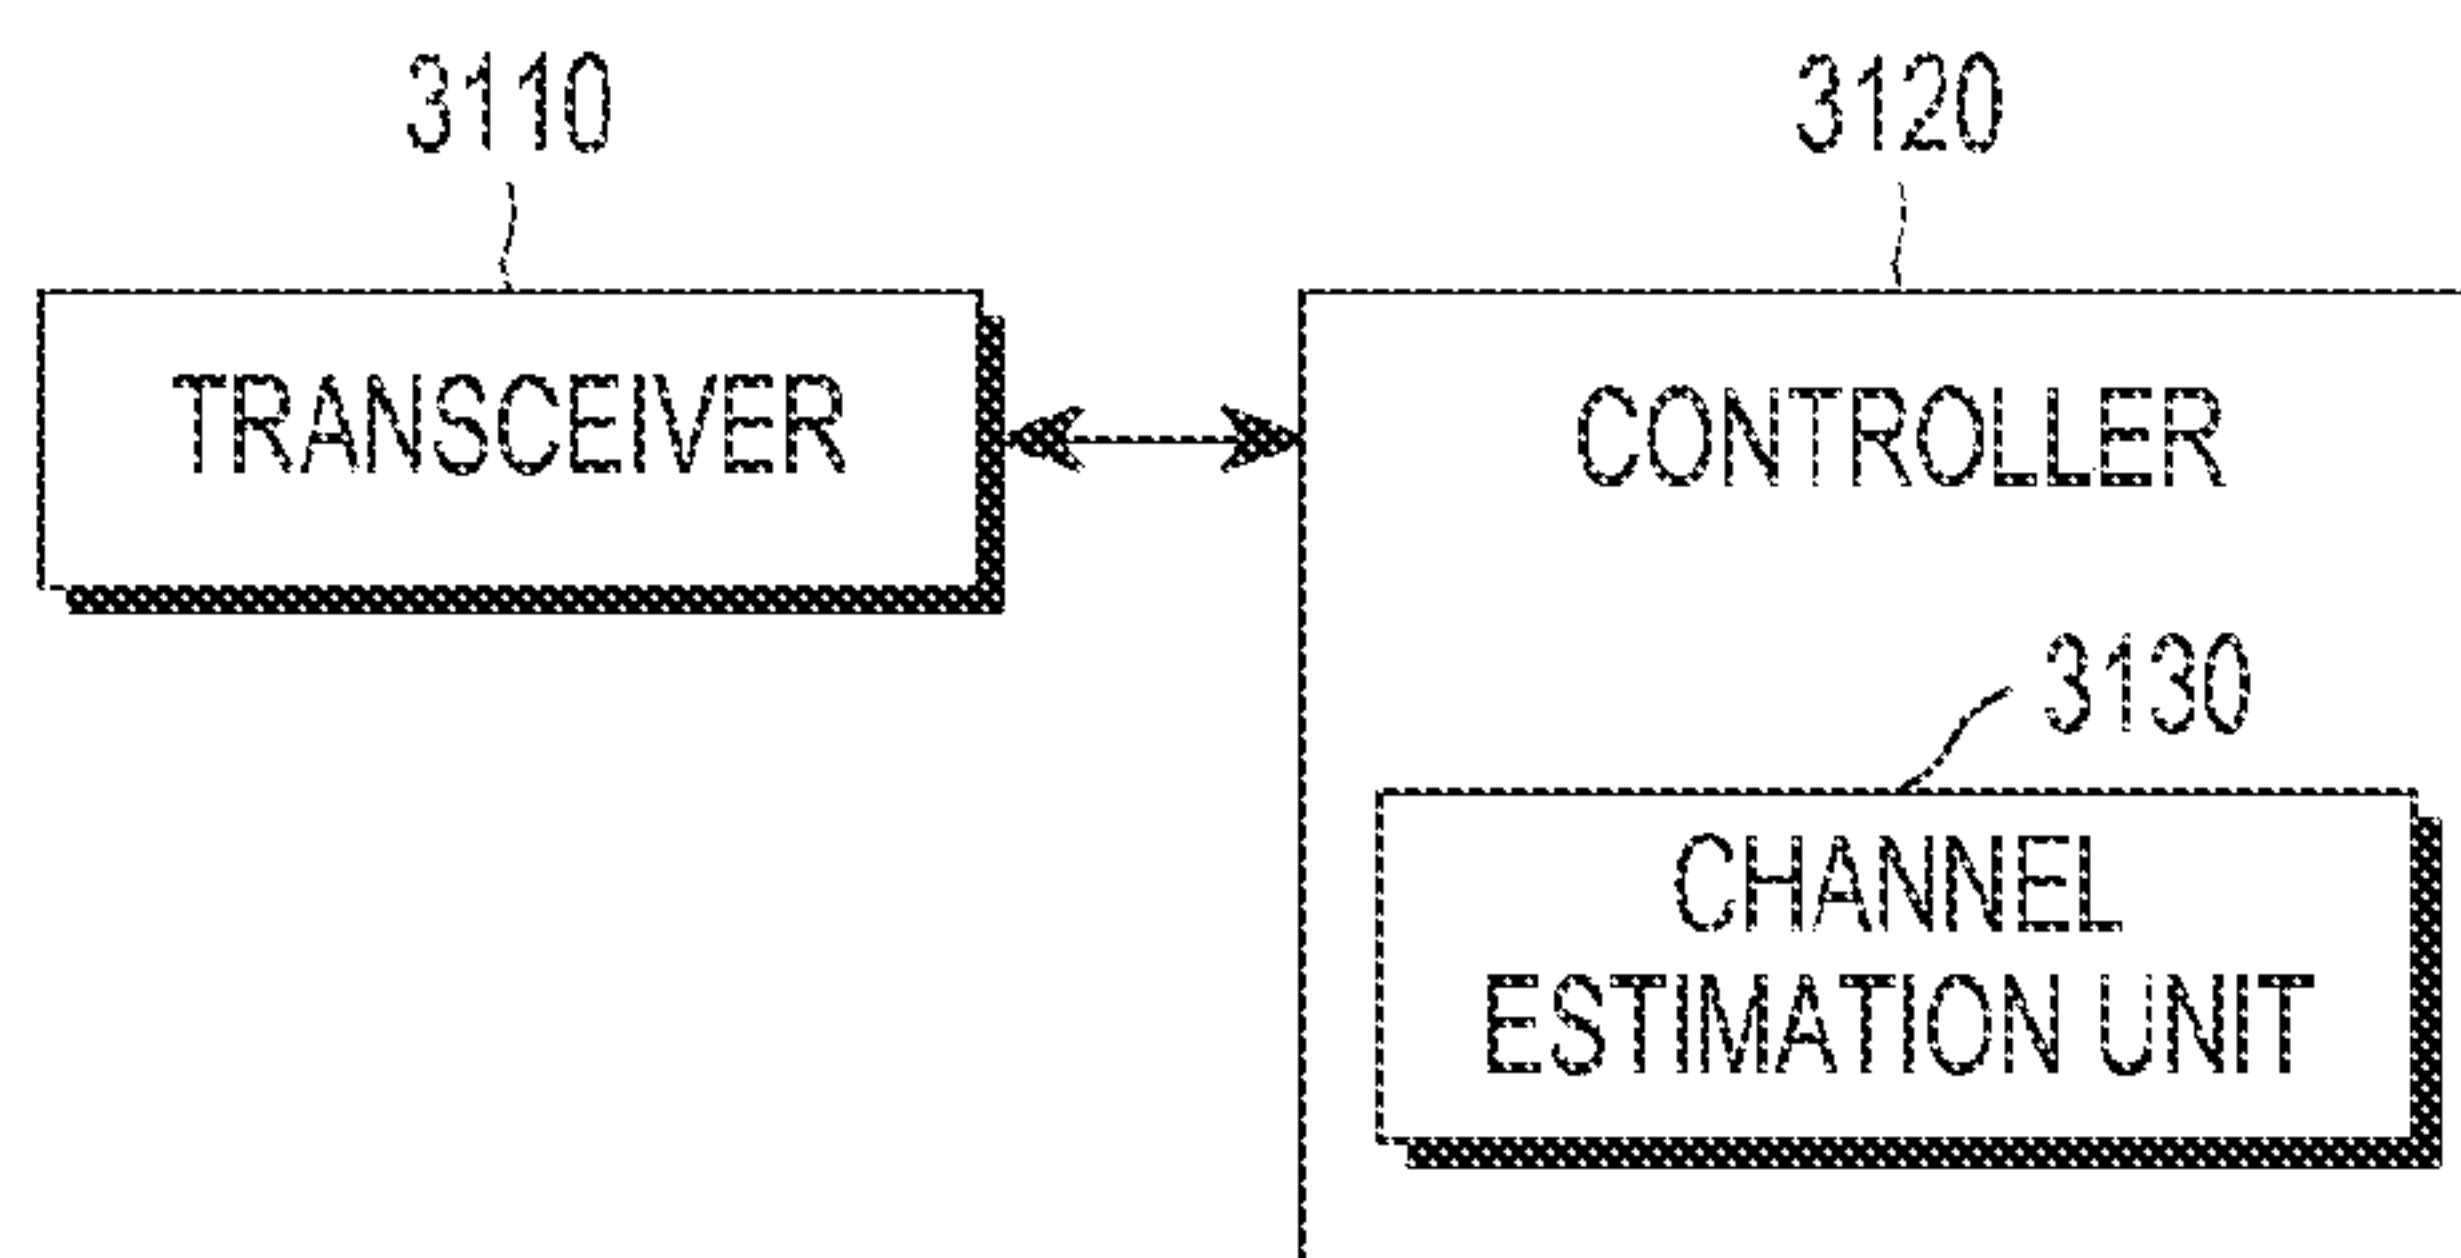 3110
3120
TRANSCEIVER
CONTROLLER
3130
CHANNEL
ESTIMATION UNIT